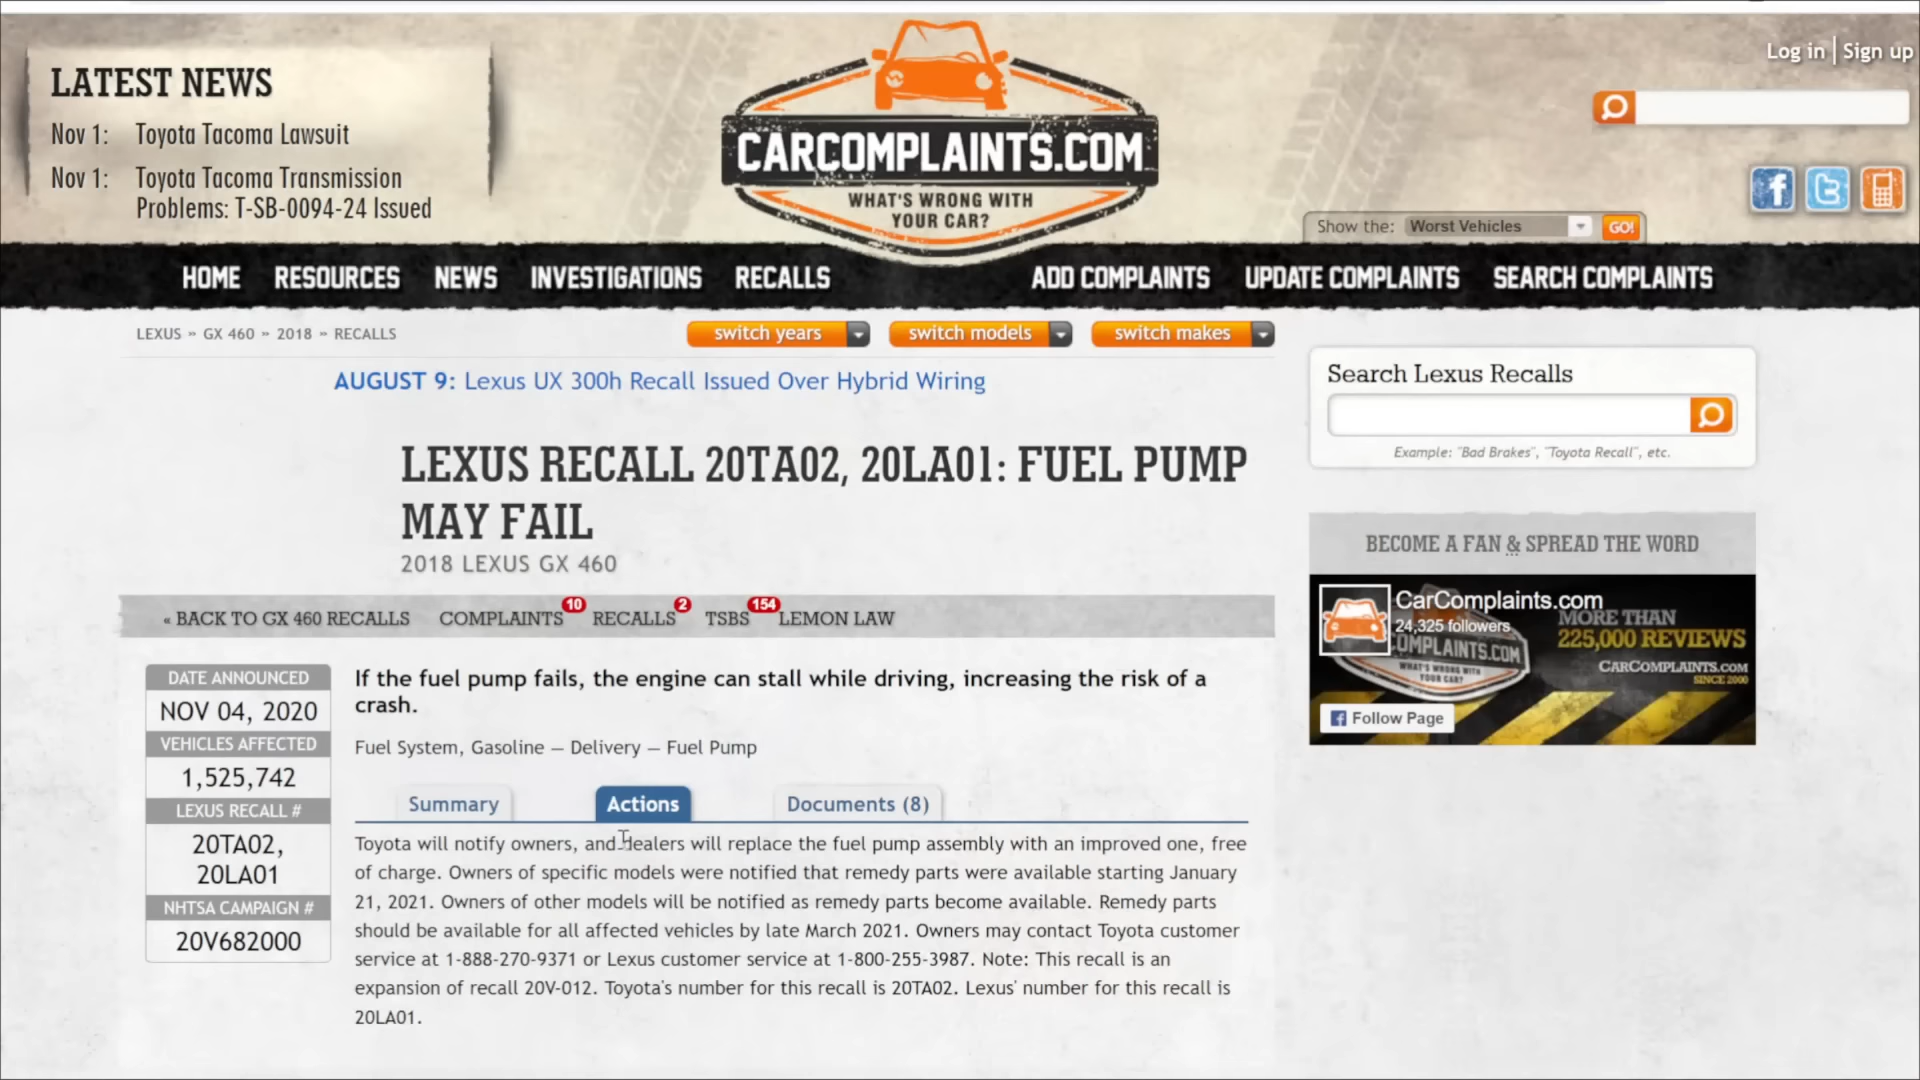 LATEST NEWS
Nov 1: Toyota Tacoma Lawsuit
Nov 1: Toyota Tacoma Transmission
Problems: T-SB-0094-24 Issued
CARCOMPLAINTS.COM
WHAT'S WRONG WITH
YOUR CAR?
Log in | Sign up
Show the: Worst Vehicles GO!
HOME RESOURCES NEWS INVESTIGATIONS RECALLS ADD COMPLAINTS UPDATE COMPLAINTS SEARCH COMPLAINTS
LEXUS » GX 460 » 2018 » RECALLS
switch years switch models switch makes
AUGUST 9: Lexus UX 300h Recall Issued Over Hybrid Wiring
LEXUS RECALL 20TA02, 20LA01: FUEL PUMP
MAY FAIL
2018 LEXUS GX 460
« BACK TO GX 460 RECALLS COMPLAINTS 10 RECALLS 2 TSBS 154 LEMON LAW
DATE ANNOUNCED
NOV 04, 2020
VEHICLES AFFECTED
1,525,742
LEXUS RECALL #
20TA02,
20LA01
NHTSA CAMPAIGN #
20V682000
If the fuel pump fails, the engine can stall while driving, increasing the risk of a
crash.
Fuel System, Gasoline — Delivery — Fuel Pump
Summary Actions Documents (8)
Toyota will notify owners, and dealers will replace the fuel pump assembly with an improved one, free
of charge. Owners of specific models were notified that remedy parts were available starting January
21, 2021. Owners of other models will be notified as remedy parts become available. Remedy parts
should be available for all affected vehicles by late March 2021. Owners may contact Toyota customer
service at 1-888-270-9371 or Lexus customer service at 1-800-255-3987. Note: This recall is an
expansion of recall 20V-012. Toyota's number for this recall is 20TA02. Lexus' number for this recall is
20LA01.
Search Lexus Recalls
Example: "Bad Brakes", "Toyota Recall", etc.
BECOME A FAN & SPREAD THE WORD
CarComplaints.com
24,325 followers
MORE THAN
225,000 REVIEWS
COMPLAINTS.COM
WHAT'S WRONG WITH
YOUR CAR?
CARCOMPLAINTS.COM
SINCE 2000
Follow Page